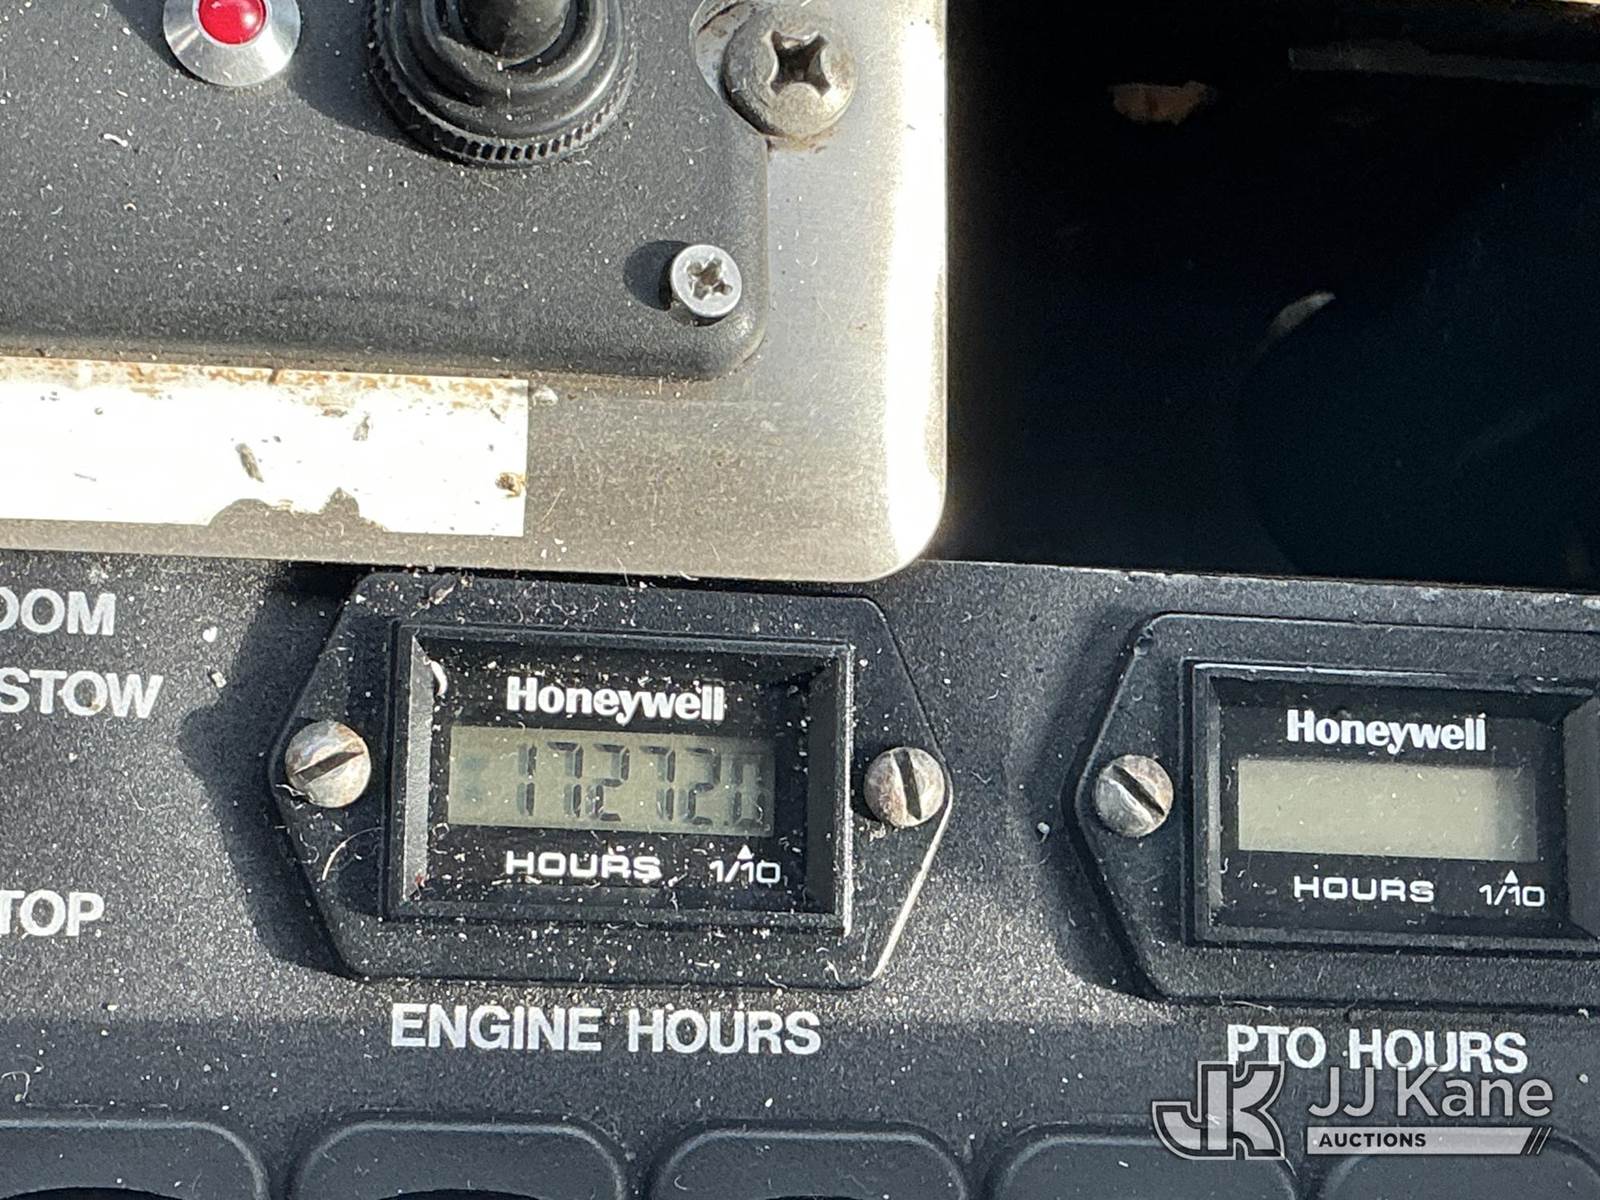 OOM
STOW
TOP
Honeywell
17272.0
HOURS 1/10
ENGINE HOURS
Honeywell
HOURS 1/10
PTO HOURS
JK JJ Kane
AUCTIONS